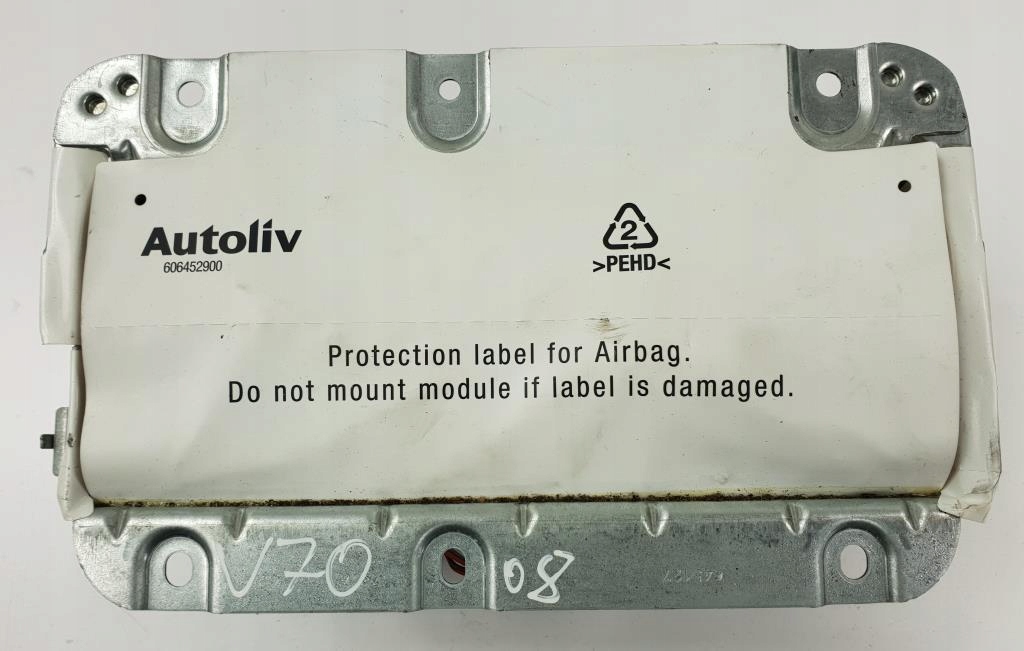 Autoliv
606452900
2
>PEHD<
Protection label for Airbag.
Do not mount module if label is damaged.
V70 08